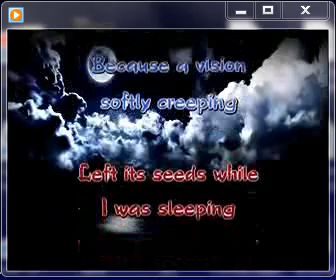 Because a vision
softly creeping
Left its seeds while
I was sleeping